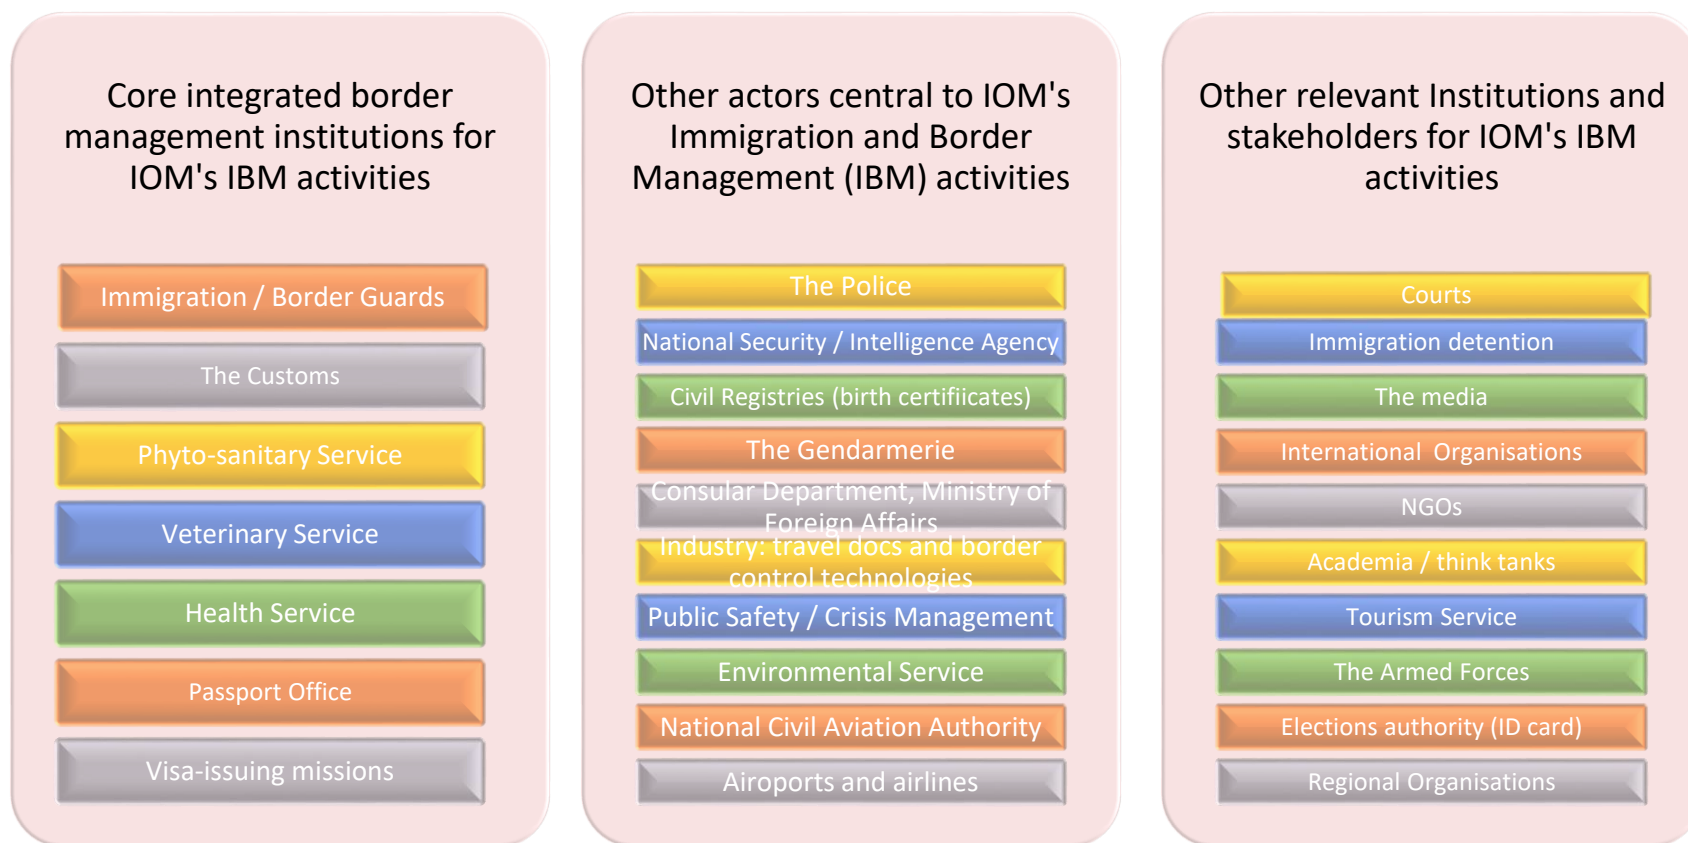 Core integrated border
management institutions for
IOM's IBM activities
Immigration / Border Guards
The Customs
Phyto-sanitary Service
Veterinary Service
Health Service
Passport Office
Visa-issuing missions
Other actors central to IOM's
Immigration and Border
Management (IBM) activities
The Police
National Security / Intelligence Agency
Civil Registries (birth certifiicates)
The Gendarmerie
Consular Department, Ministry of
Foreign Affairs
Industry: travel docs and border
control technologies
Public Safety / Crisis Management
Environmental Service
National Civil Aviation Authority
Airoports and airlines
Other relevant Institutions and
stakeholders for IOM's IBM
activities
Courts
Immigration detention
The media
International Organisations
NGOs
Academia / think tanks
Tourism Service
The Armed Forces
Elections authority (ID card)
Regional Organisations